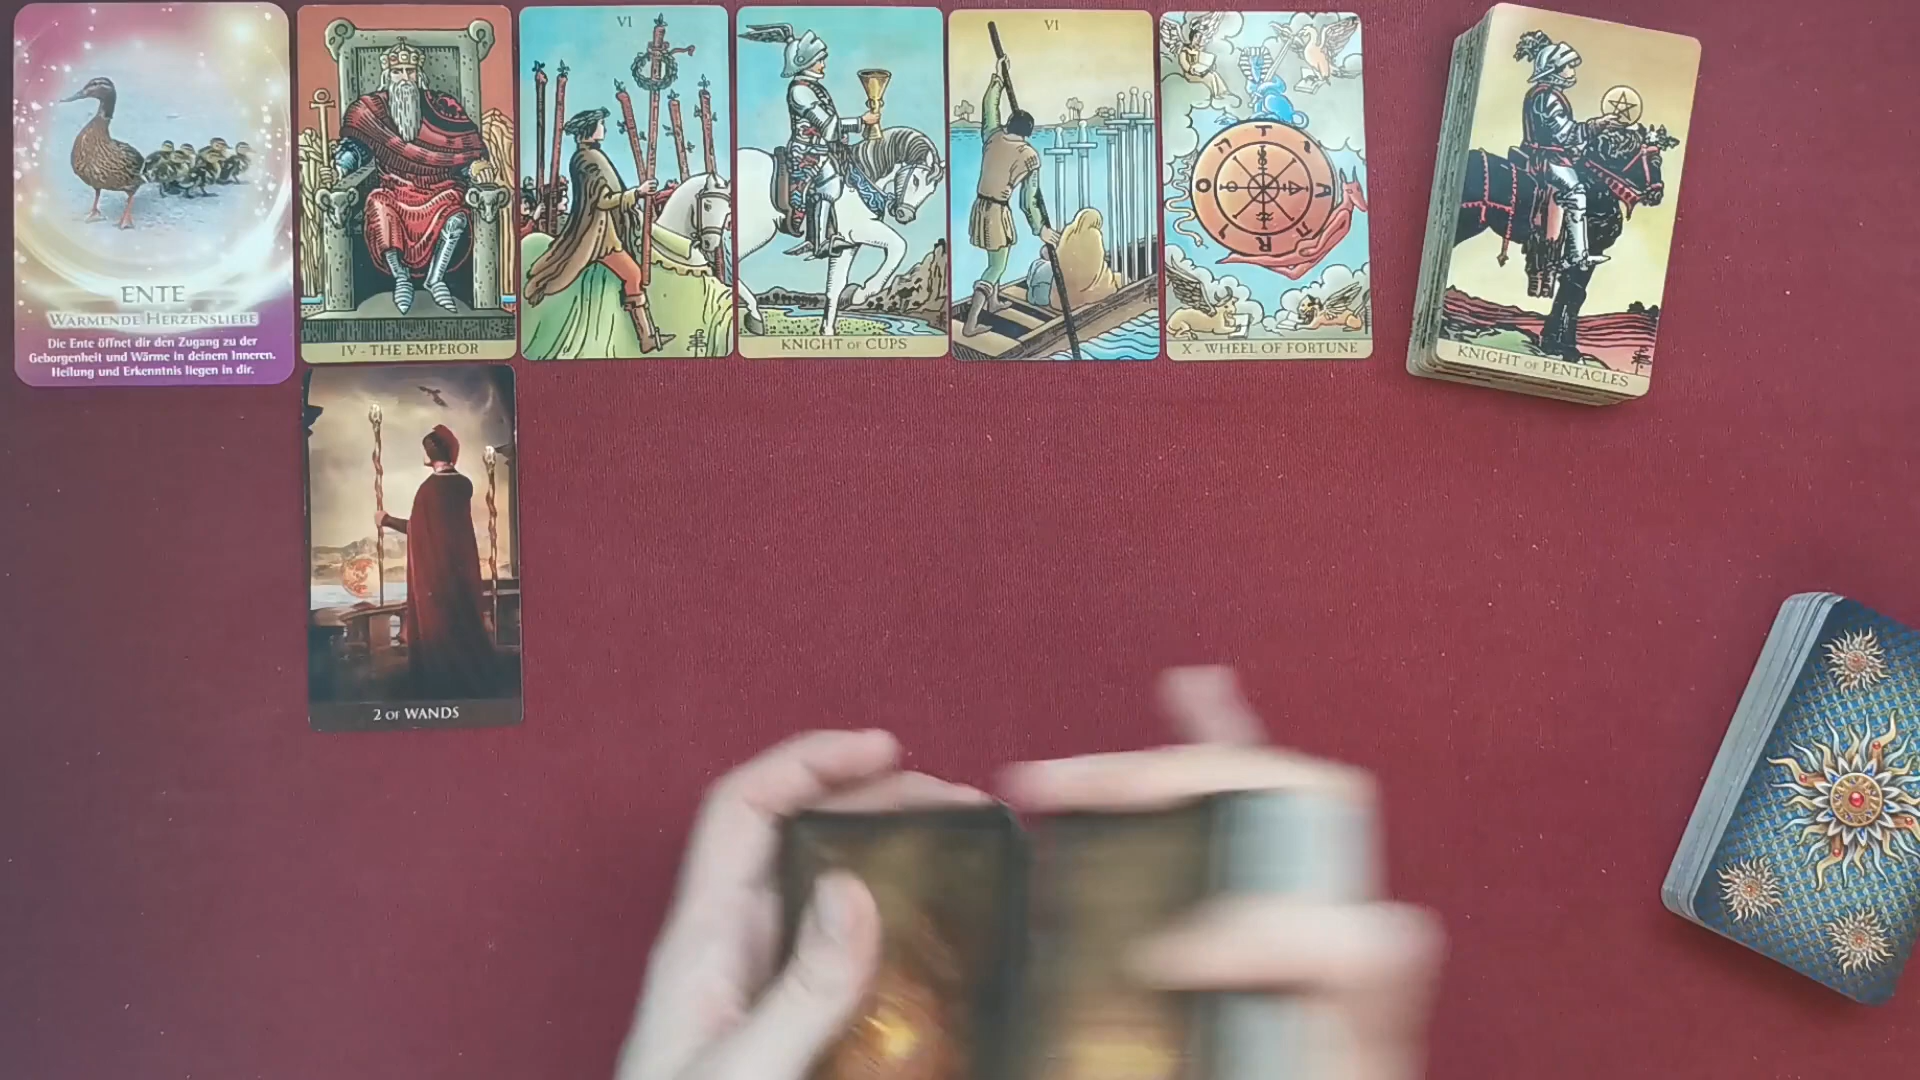 ENTE
WÄRMENDE HERZENSLIEBE
Die Ente öffnet dir den Zugang zu der
Geborgenheit und Wärme in deinem Inneren.
Heilung und Erkenntnis liegen in dir.
IV - THE EMPEROR
VI
KNIGHT OF CUPS
VI
X - WHEEL OF FORTUNE
KNIGHT OF PENTACLES
2 OF WANDS